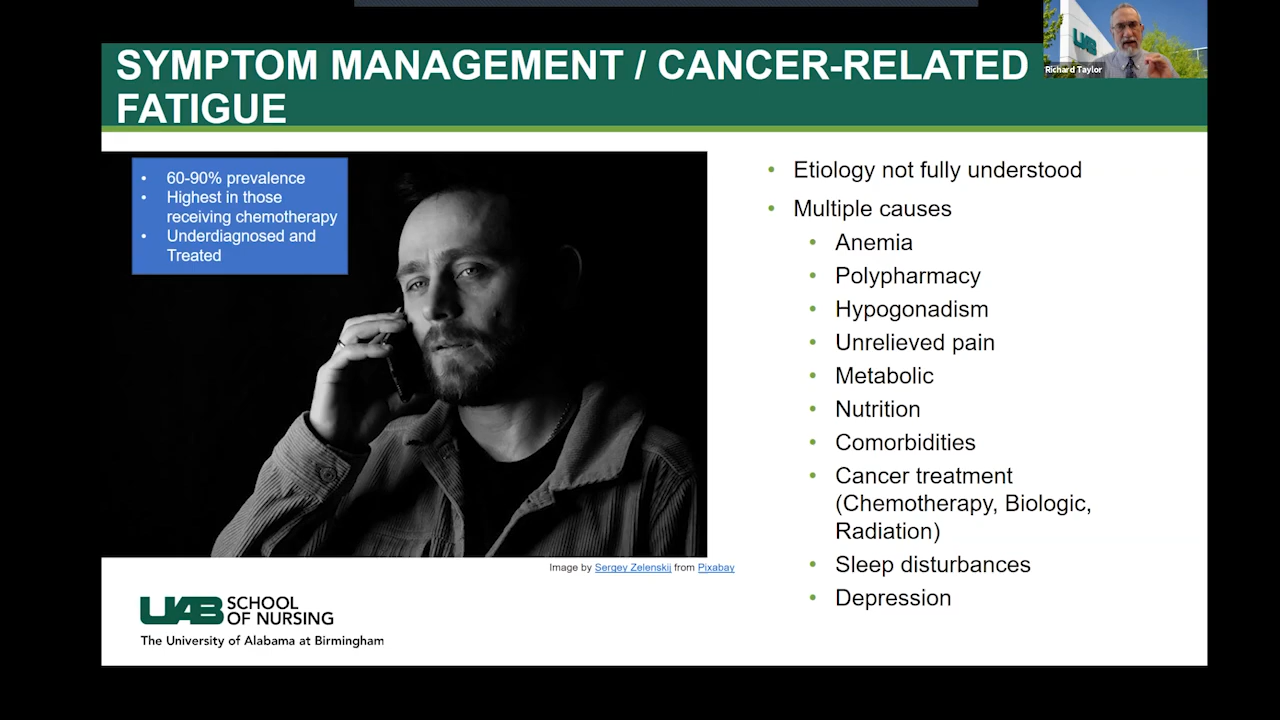 SYMPTOM MANAGEMENT / CANCER-RELATED
FATIGUE
UAB
Richard Taylor
• 60-90% prevalence
• Highest in those
receiving chemotherapy
• Underdiagnosed and
Treated
• Etiology not fully understood
• Multiple causes
• Anemia
• Polypharmacy
• Hypogonadism
• Unrelieved pain
• Metabolic
• Nutrition
• Comorbidities
• Cancer treatment
(Chemotherapy, Biologic,
Radiation)
• Sleep disturbances
• Depression
Image by Sergey Zelenskij from Pixabay
UAB SCHOOL
OF NURSING
The University of Alabama at Birmingham